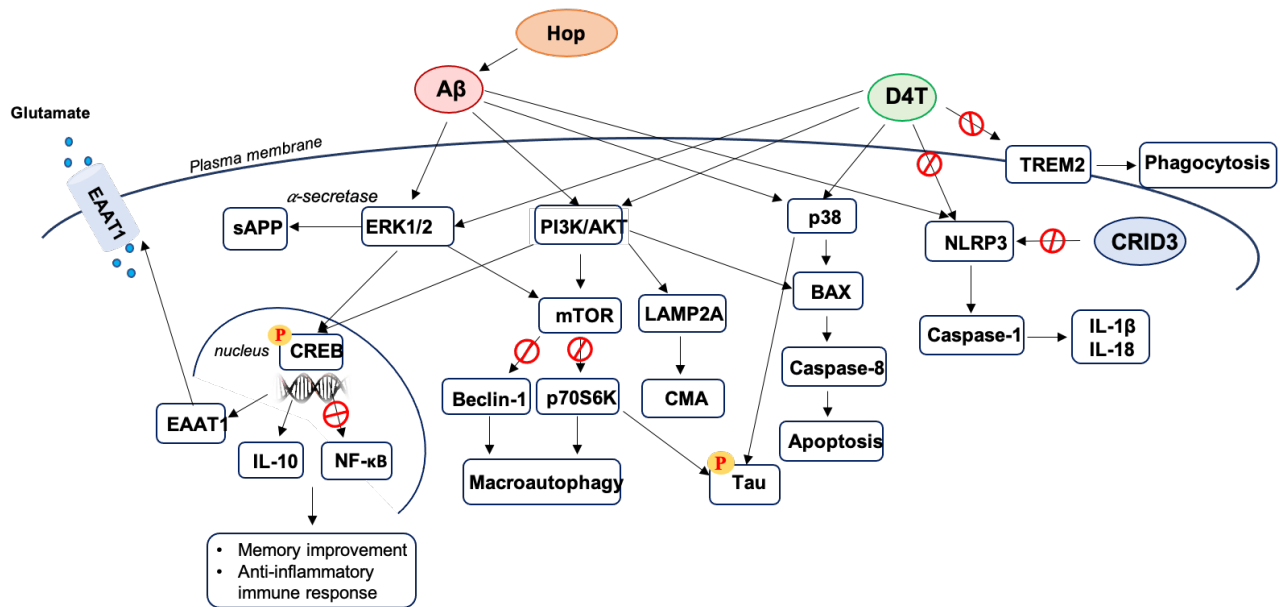 Hop
Aβ
D4T
Glutamate
Plasma membrane
EAAT1
TREM2
Phagocytosis
α-secretase
sAPP
ERK1/2
PI3K/AKT
p38
NLRP3
CRID3
BAX
mTOR
LAMP2A
Caspase-1
IL-1β
IL-18
P
nucleus
CREB
Caspase-8
Beclin-1
p70S6K
CMA
EAAT1
Apoptosis
IL-10
NF-κB
P
Macroautophagy
Tau
• Memory improvement
• Anti-inflammatory
immune response